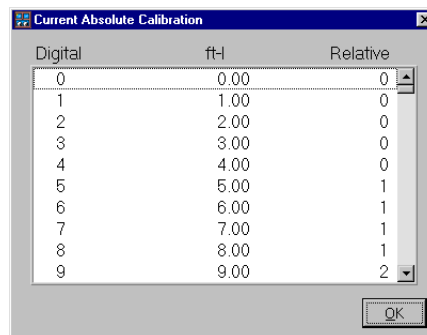 Current Absolute Calibration
Digital ft-l Relative
0 0.00 0
1 1.00 0
2 2.00 0
3 3.00 0
4 4.00 0
5 5.00 1
6 6.00 1
7 7.00 1
8 8.00 1
9 9.00 2
OK